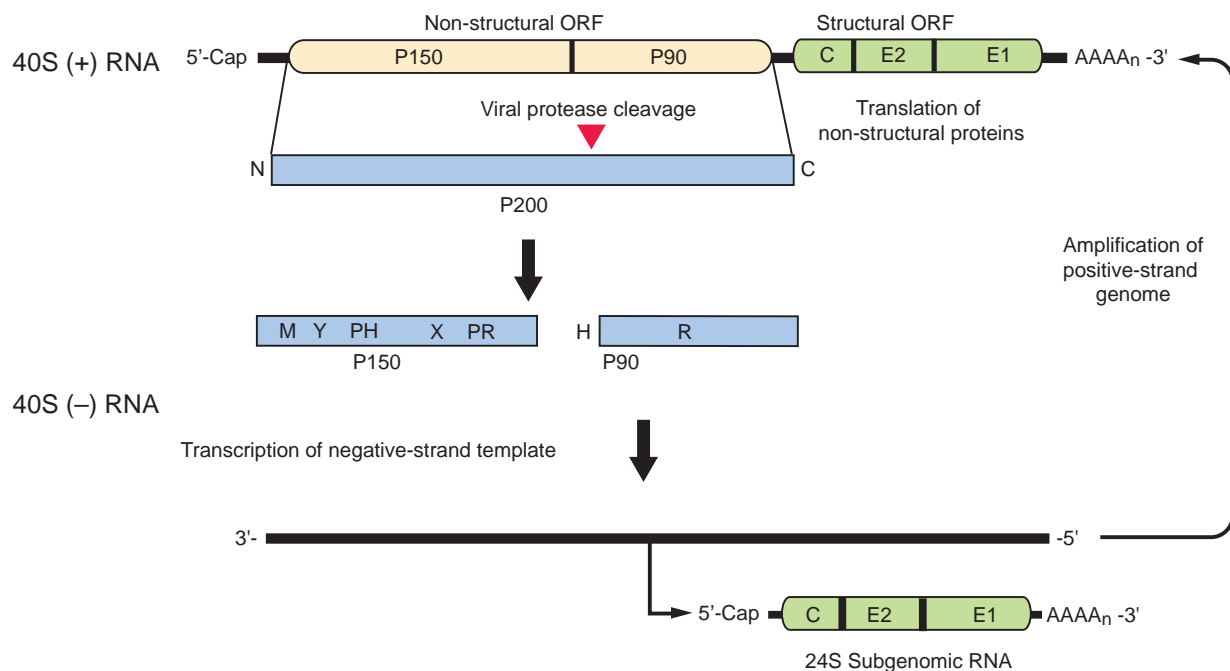 Non-structural ORF
Structural ORF
40S (+) RNA
5'-Cap
P150
P90
C
E2
E1
AAAAn -3'
Viral protease cleavage
Translation of
non-structural proteins
N
C
P200
Amplification of
positive-strand
genome
M Y PH X PR
H
R
P150
P90
40S (–) RNA
Transcription of negative-strand template
3'-
-5'
5'-Cap
C
E2
E1
AAAAn -3'
24S Subgenomic RNA